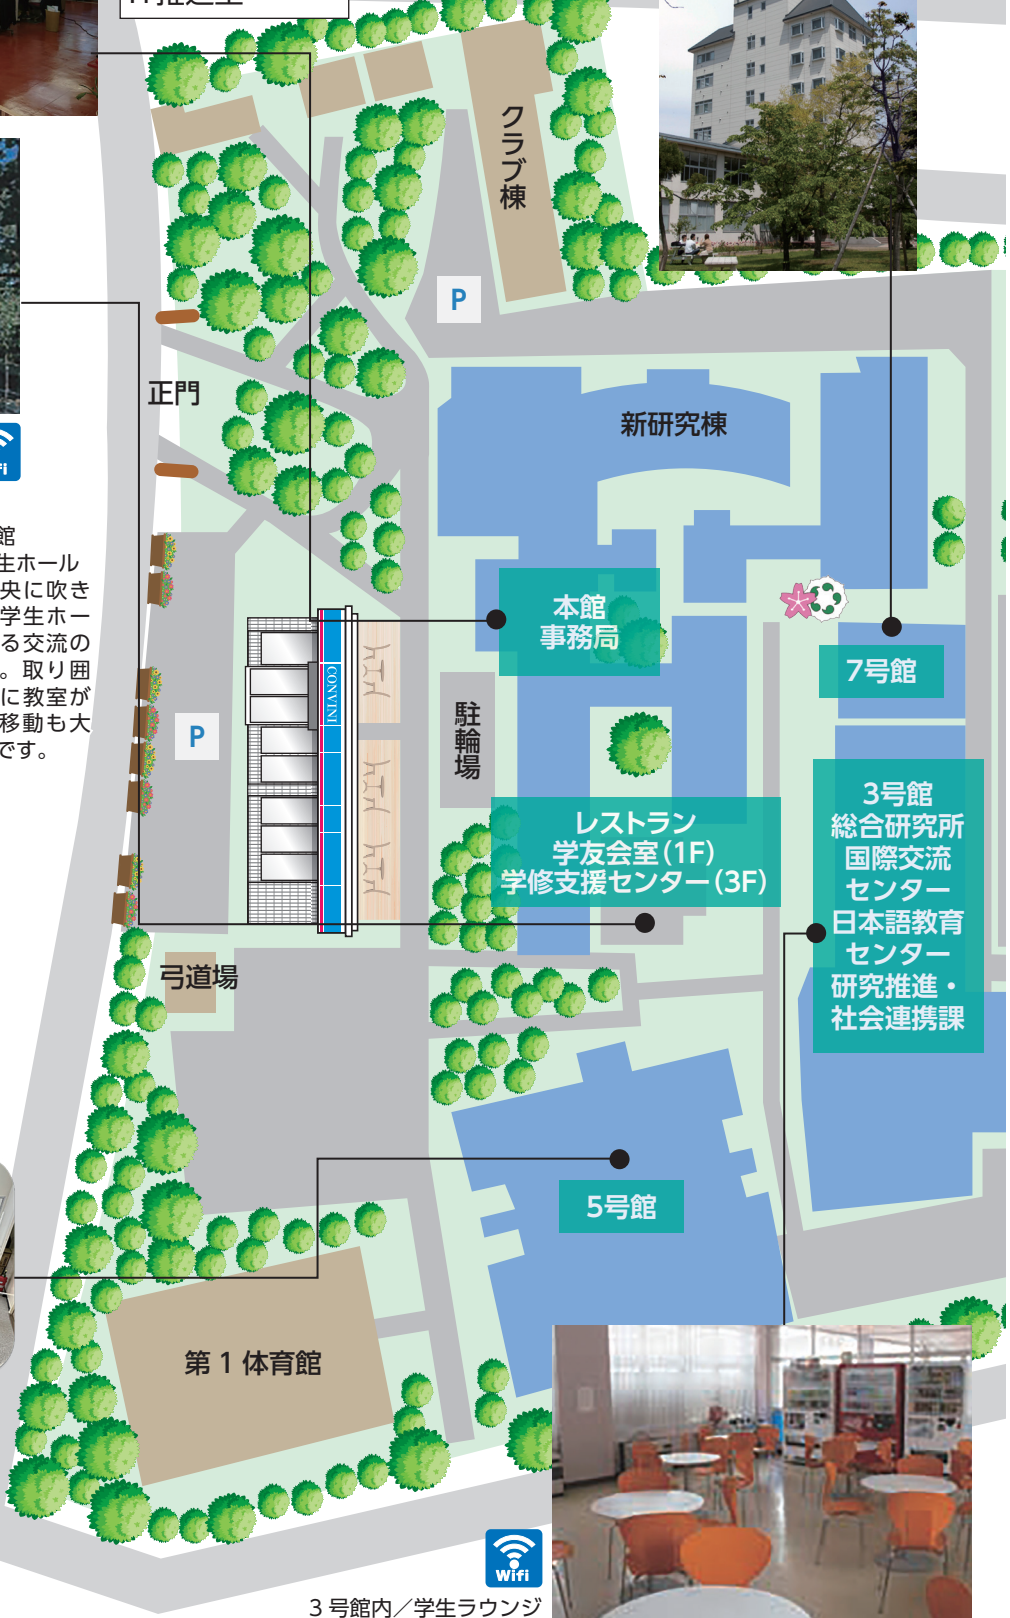 推進室
クラブ棟
P
正門
新研究棟
館
生ホール
央に吹き
学生ホー
る交流の
。取り囲
に教室が
移動も大
です。
本館
事務局
7号館
CONVINI
P
駐輪場
レストラン
学友会室(1F)
学修支援センター(3F)
3号館
総合研究所
国際交流
センター
日本語教育
センター
研究推進・
社会連携課
弓道場
5号館
第1体育館
Wifi
3号館内／学生ラウンジ